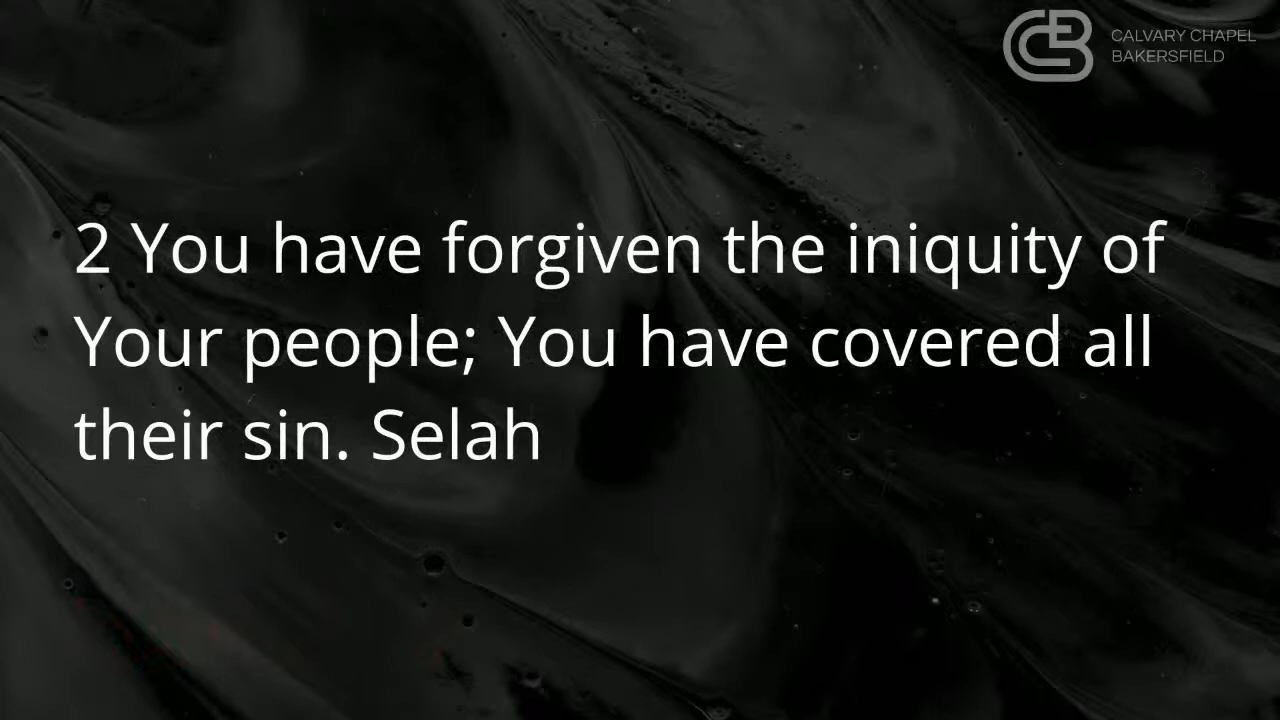 CALVARY CHAPEL
BAKERSFIELD
2 You have forgiven the iniquity of
Your people; You have covered all
their sin. Selah